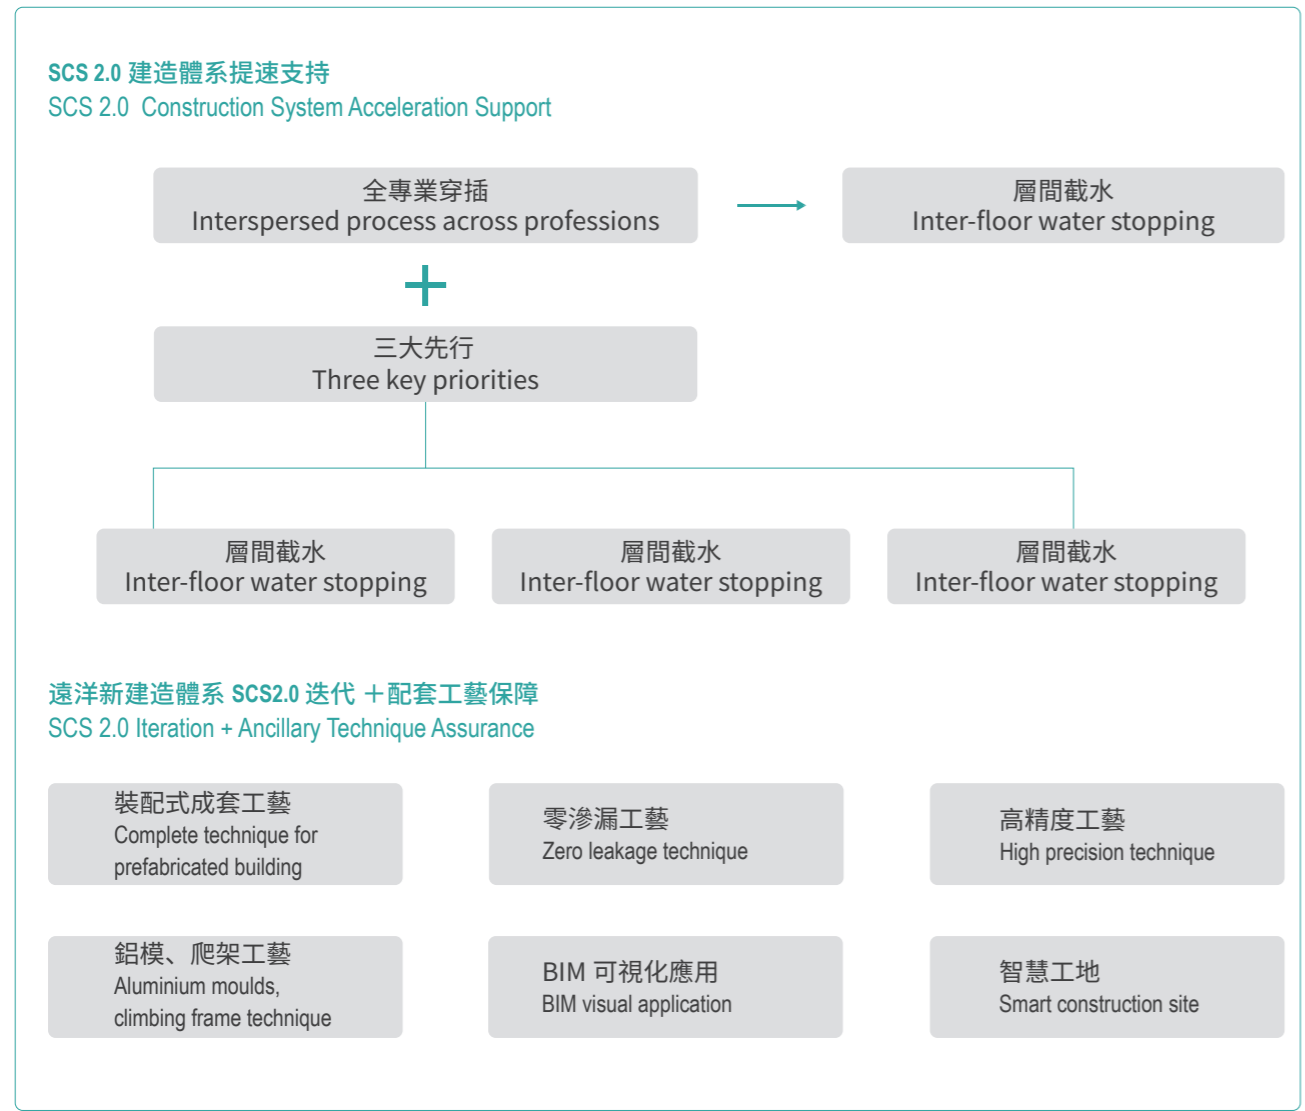 SCS 2.0 建造體系提速支持
SCS 2.0 Construction System Acceleration Support
全專業穿插
Interspersed process across professions
層間截水
Inter-floor water stopping
三大先行
Three key priorities
層間截水
Inter-floor water stopping
層間截水
Inter-floor water stopping
層間截水
Inter-floor water stopping
遠洋新建造體系 SCS2.0 迭代 ＋配套工藝保障
SCS 2.0 Iteration + Ancillary Technique Assurance
裝配式成套工藝
Complete technique for
prefabricated building
零滲漏工藝
Zero leakage technique
高精度工藝
High precision technique
鋁模、爬架工藝
Aluminium moulds,
climbing frame technique
BIM 可視化應用
BIM visual application
智慧工地
Smart construction site